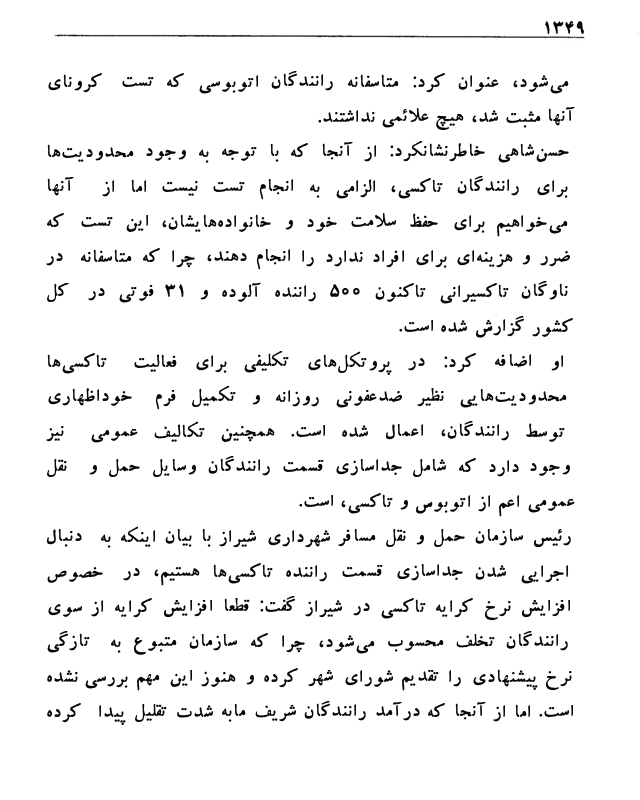 ۱۳۴۹
می‌شود، عنوان کرد: متاسفانه رانندگان اتوبوسی که تست کرونای
آنها مثبت شد، هیچ علائمی نداشتند.
حسن‌شاهی خاطرنشانکرد: از آنجا که با توجه به وجود محدودیت‌ها
برای رانندگان تاکسی، الزامی به انجام تست نیست اما از آنها
می‌خواهیم برای حفظ سلامت خود و خانواده‌هایشان، این تست که
ضرر و هزینه‌ای برای افراد ندارد را انجام دهند، چرا که متاسفانه در
ناوگان تاکسیرانی تاکنون ۵۰۰ راننده آلوده و ۳۱ فوتی در کل
کشور گزارش شده است.
او اضافه کرد: در پروتکل‌های تکلیفی برای فعالیت تاکسی‌ها
محدودیت‌هایی نظیر ضدعفونی روزانه و تکمیل فرم خوداظهاری
توسط رانندگان، اعمال شده است. همچنین تکالیف عمومی نیز
وجود دارد که شامل جداسازی قسمت رانندگان وسایل حمل و نقل
عمومی اعم از اتوبوس و تاکسی، است.
رئیس سازمان حمل و نقل مسافر شهرداری شیراز با بیان اینکه به دنبال
اجرایی شدن جداسازی قسمت راننده تاکسی‌ها هستیم، در خصوص
افزایش نرخ کرایه تاکسی در شیراز گفت: قطعا افزایش کرایه از سوی
رانندگان تخلف محسوب می‌شود، چرا که سازمان متبوع به تازگی
نرخ پیشنهادی را تقدیم شورای شهر کرده و هنوز این مهم بررسی نشده
است. اما از آنجا که درآمد رانندگان شریف مابه شدت تقلیل پیدا کرده